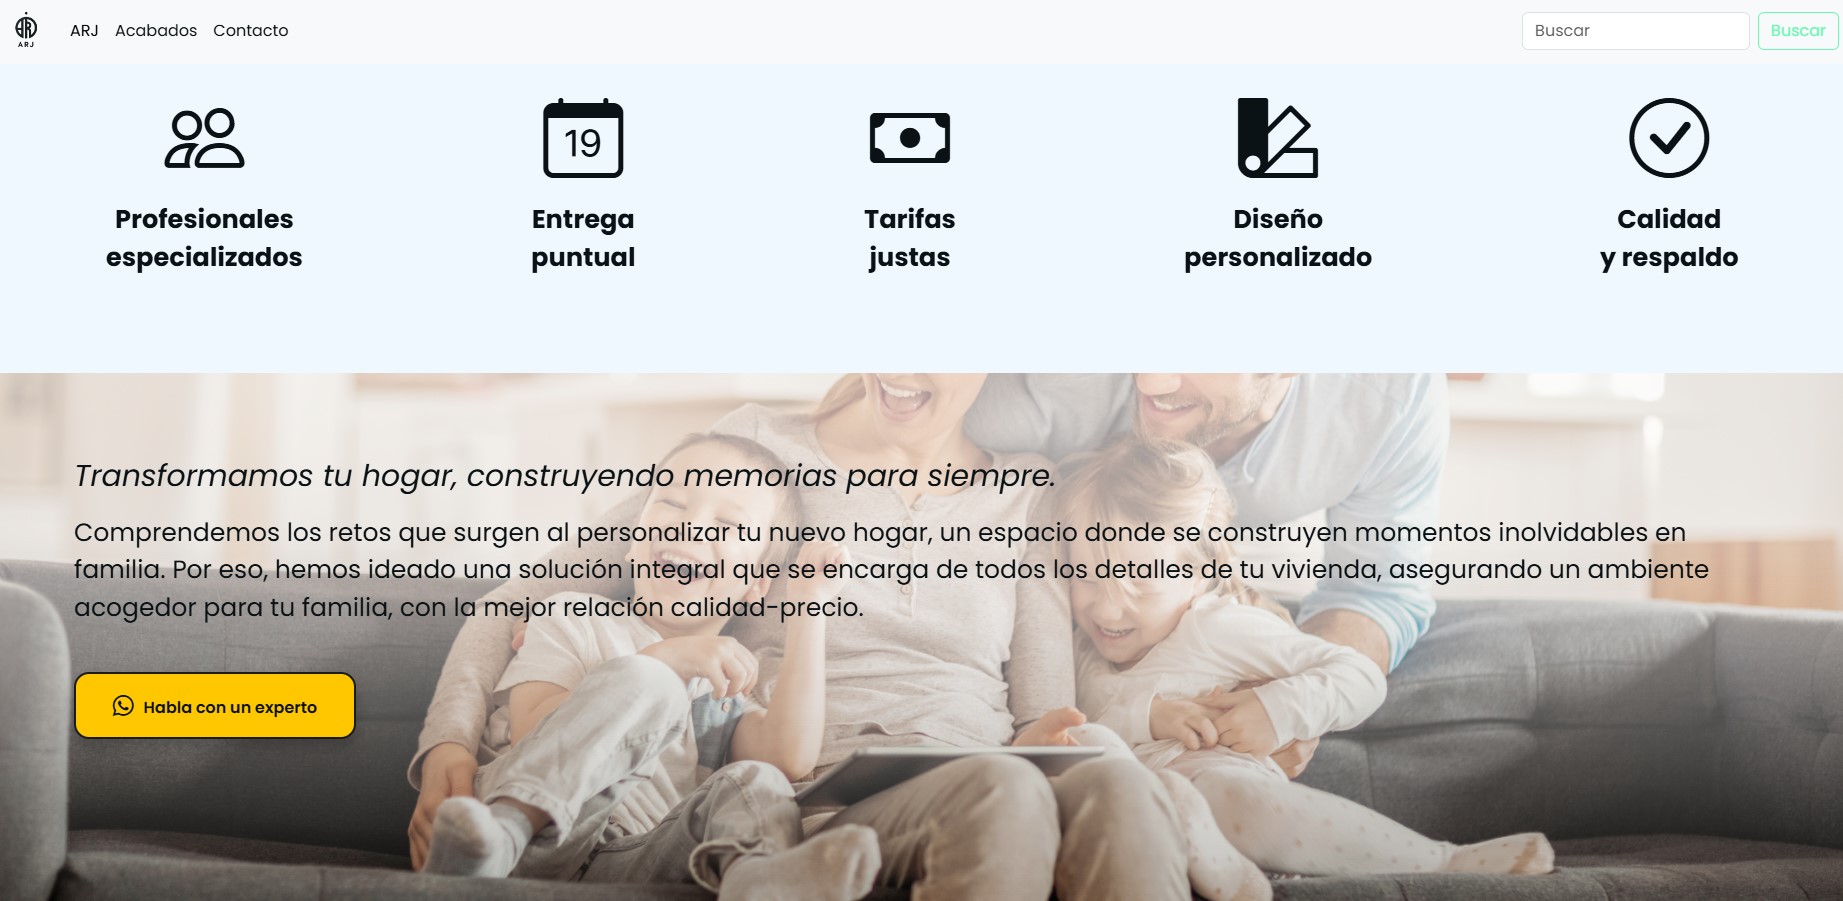 ARJ
ARJ Acabados Contacto
Buscar Buscar
19
Profesionales
especializados
Entrega
puntual
Tarifas
justas
Diseño
personalizado
Calidad
y respaldo
Transformamos tu hogar, construyendo memorias para siempre.
Comprendemos los retos que surgen al personalizar tu nuevo hogar, un espacio donde se construyen momentos inolvidables en
familia. Por eso, hemos ideado una solución integral que se encarga de todos los detalles de tu vivienda, asegurando un ambiente
acogedor para tu familia, con la mejor relación calidad-precio.
Habla con un experto